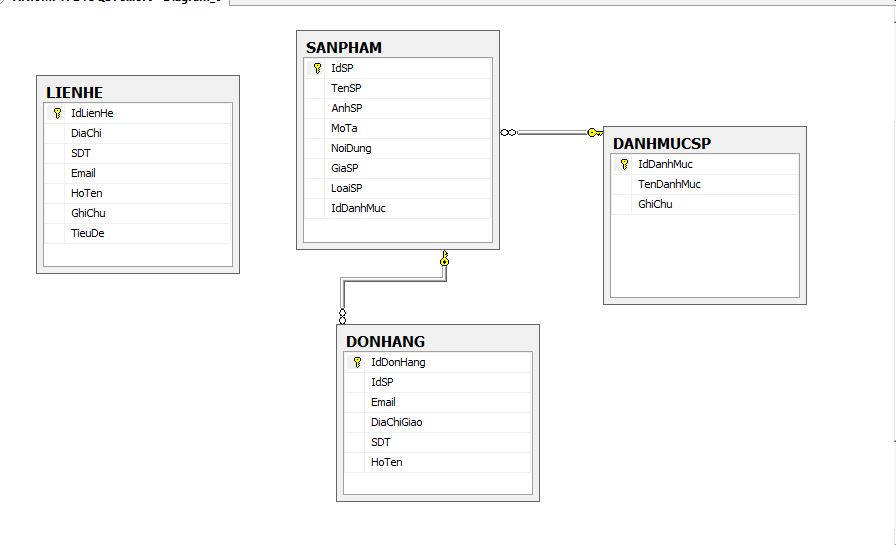 LIENHE
IdLienHe
DiaChi
SDT
Email
HoTen
GhiChu
TieuDe
SANPHAM
IdSP
TenSP
AnhSP
MoTa
NoiDung
GiaSP
LoaiSP
IdDanhMuc
DANHMUCSP
IdDanhMuc
TenDanhMuc
GhiChu
DONHANG
IdDonHang
IdSP
Email
DiaChiGiao
SDT
HoTen